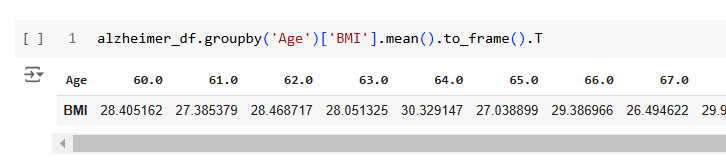 [ ] 1 alzheimer_df.groupby('Age')['BMI'].mean().to_frame().T
Age 60.0 61.0 62.0 63.0 64.0 65.0 66.0 67.0
BMI 28.405162 27.385379 28.468717 28.051325 30.329147 27.038899 29.386966 26.494622 29.9